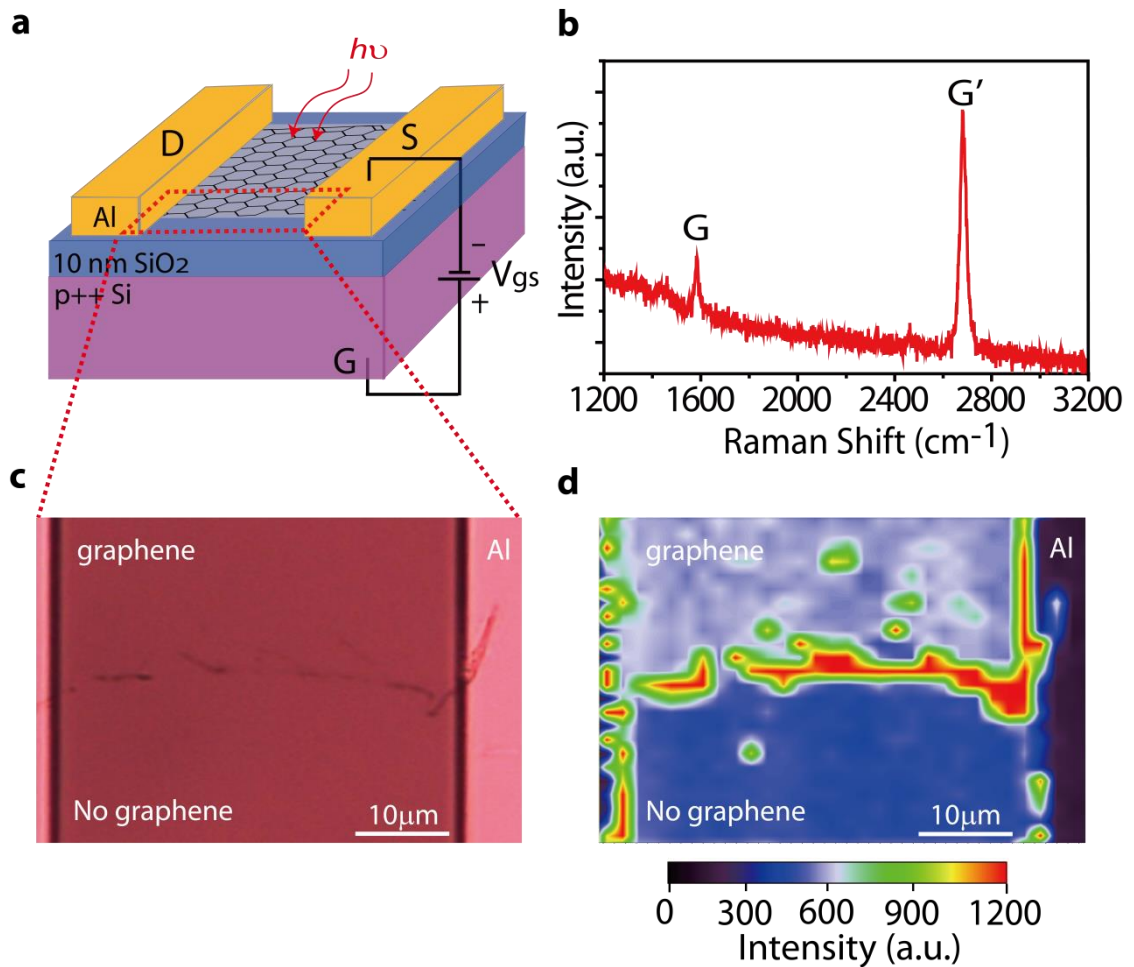 a
hυ
D
S
Al
10 nm SiO2
p++ Si
G
–
Vgs
+
b
G'
G
Intensity (a.u.)
1200 1600 2000 2400 2800 3200
Raman Shift (cm-1)
c
graphene
Al
No graphene
10μm
d
graphene
Al
No graphene
10μm
0 300 600 900 1200
Intensity (a.u.)